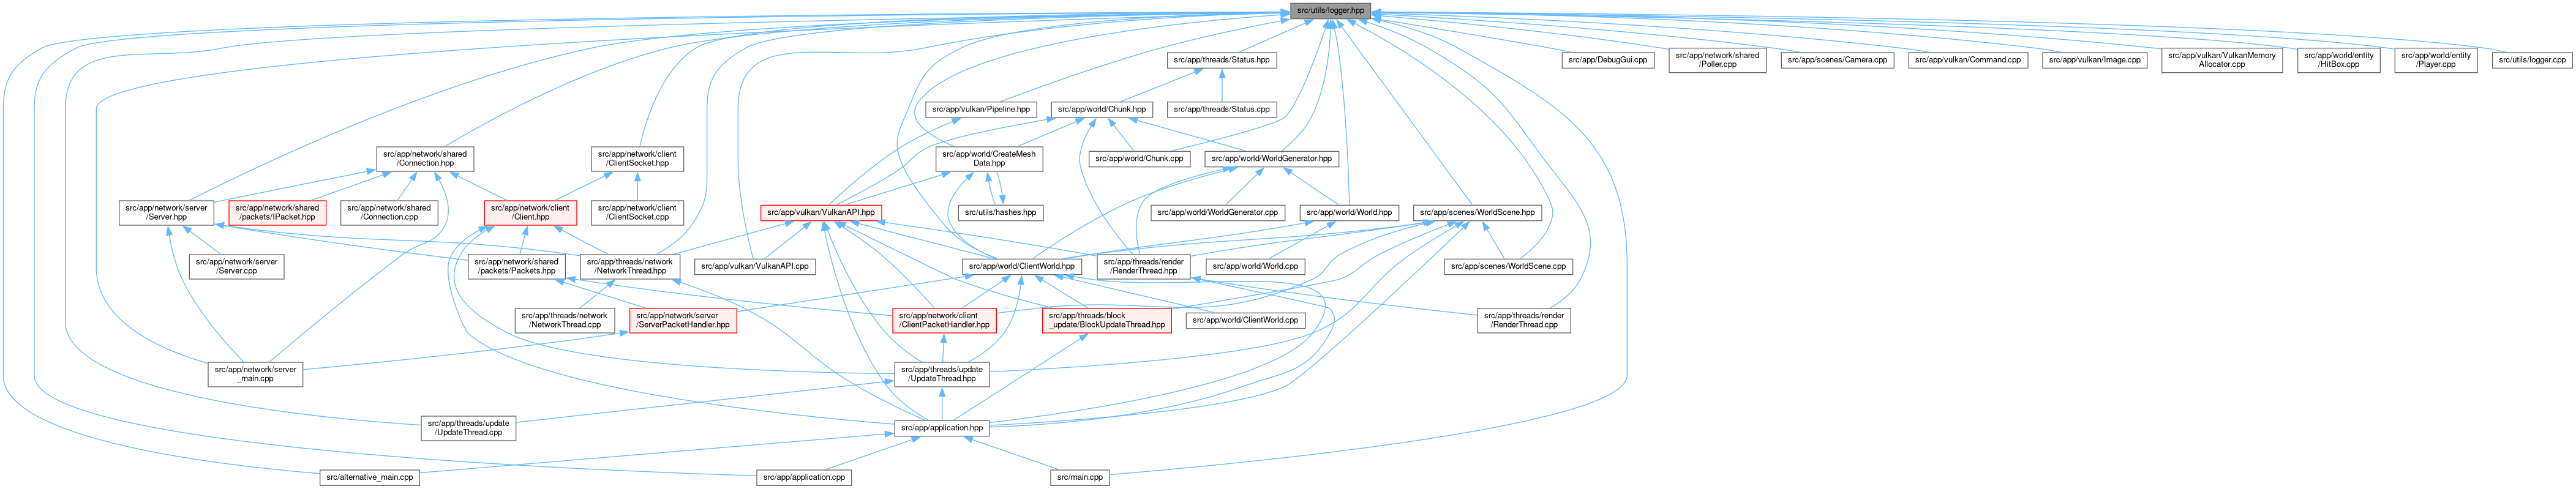 src/utils/logger.hpp
src/app/threads/Status.hpp
src/app/DebugGui.cpp
src/app/network/shared
/Poller.cpp
src/app/scenes/Camera.cpp
src/app/vulkan/Command.cpp
src/app/vulkan/Image.cpp
src/app/vulkan/VulkanMemory
Allocator.cpp
src/app/world/entity
/HitBox.cpp
src/app/world/entity
/Player.cpp
src/utils/logger.cpp
src/app/vulkan/Pipeline.hpp
src/app/world/Chunk.hpp
src/app/threads/Status.cpp
src/app/network/shared
/Connection.hpp
src/app/network/client
/ClientSocket.hpp
src/app/world/CreateMesh
Data.hpp
src/app/world/Chunk.cpp
src/app/world/WorldGenerator.hpp
src/app/network/server
/Server.hpp
src/app/network/shared
/packets/IPacket.hpp
src/app/network/shared
/Connection.cpp
src/app/network/client
/Client.hpp
src/app/network/client
/ClientSocket.cpp
src/app/vulkan/VulkanAPI.hpp
src/utils/hashes.hpp
src/app/world/WorldGenerator.cpp
src/app/world/World.hpp
src/app/scenes/WorldScene.hpp
src/app/network/server
/Server.cpp
src/app/network/shared
/packets/Packets.hpp
src/app/threads/network
/NetworkThread.hpp
src/app/vulkan/VulkanAPI.cpp
src/app/world/ClientWorld.hpp
src/app/threads/render
/RenderThread.hpp
src/app/world/World.cpp
src/app/scenes/WorldScene.cpp
src/app/threads/network
/NetworkThread.cpp
src/app/network/server
/ServerPacketHandler.hpp
src/app/network/client
/ClientPacketHandler.hpp
src/app/threads/block
_update/BlockUpdateThread.hpp
src/app/world/ClientWorld.cpp
src/app/threads/render
/RenderThread.cpp
src/app/network/server
_main.cpp
src/app/threads/update
/UpdateThread.hpp
src/app/threads/update
/UpdateThread.cpp
src/app/application.hpp
src/alternative_main.cpp
src/app/application.cpp
src/main.cpp